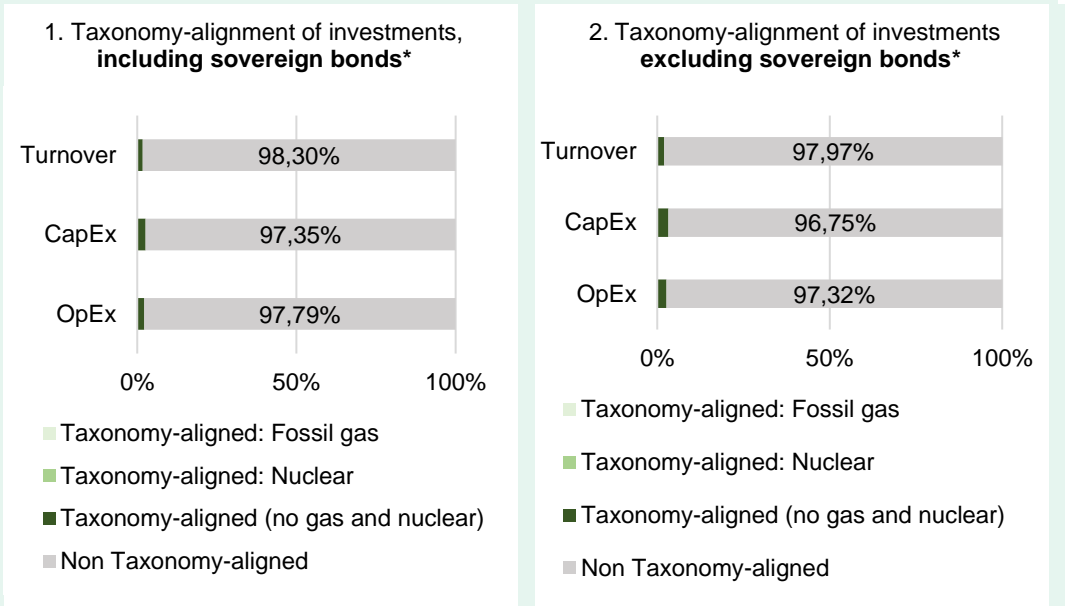 1. Taxonomy-alignment of investments,
including sovereign bonds*
Turnover
98,30%
CapEx
97,35%
OpEx
97,79%
0%
50%
100%
Taxonomy-aligned: Fossil gas
Taxonomy-aligned: Nuclear
Taxonomy-aligned (no gas and nuclear)
Non Taxonomy-aligned
2. Taxonomy-alignment of investments
excluding sovereign bonds*
Turnover
97,97%
CapEx
96,75%
OpEx
97,32%
0%
50%
100%
Taxonomy-aligned: Fossil gas
Taxonomy-aligned: Nuclear
Taxonomy-aligned (no gas and nuclear)
Non Taxonomy-aligned